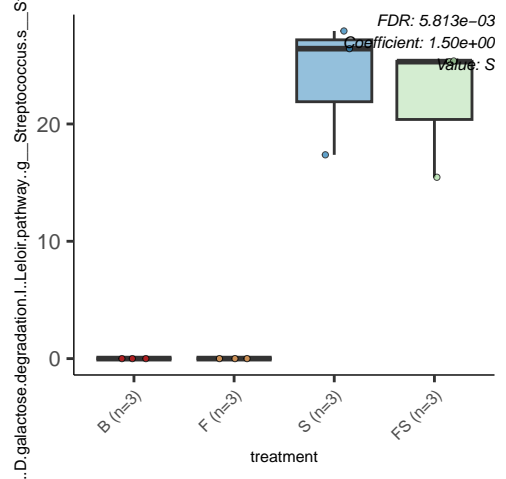 FDR: 5.813e−03
Coefficient: 1.50e+00
Value: S
..D.galactose.degradation.I..Leloir.pathway..g__Streptococcus.s__S
20
10
0
B (n=3)
F (n=3)
S (n=3)
FS (n=3)
treatment